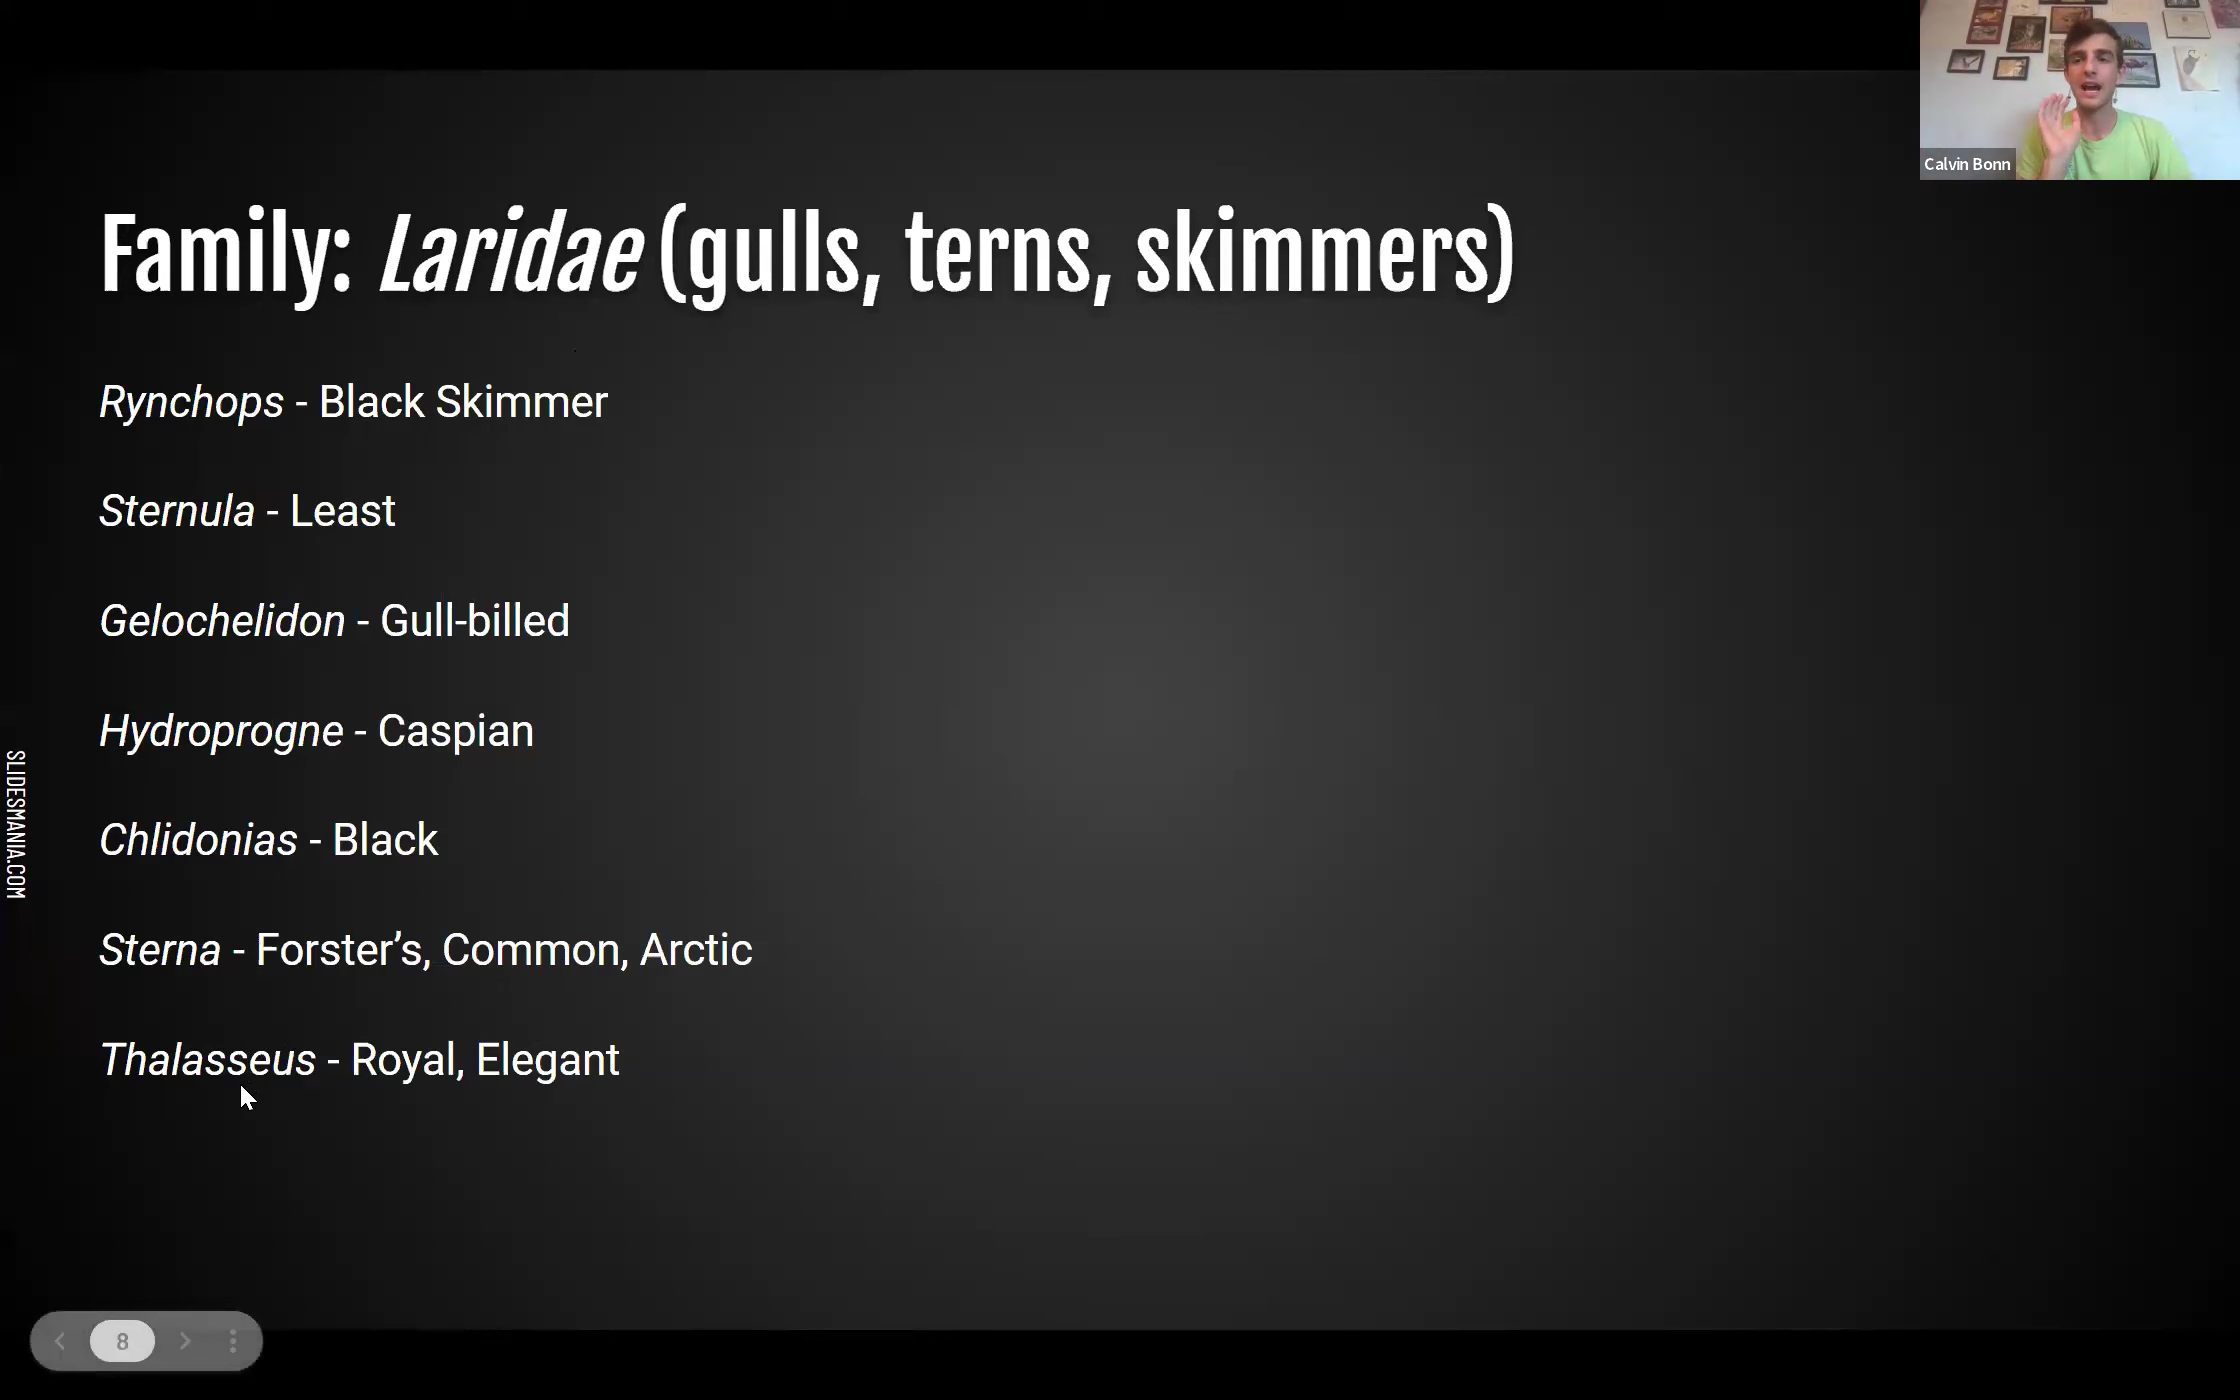 Calvin Bonn
Family: Laridae (gulls, terns, skimmers)
Rynchops - Black Skimmer
Sternula - Least
Gelochelidon - Gull-billed
Hydroprogne - Caspian
Chlidonias - Black
Sterna - Forster’s, Common, Arctic
Thalasseus - Royal, Elegant
SLIDESMANIA.COM
8